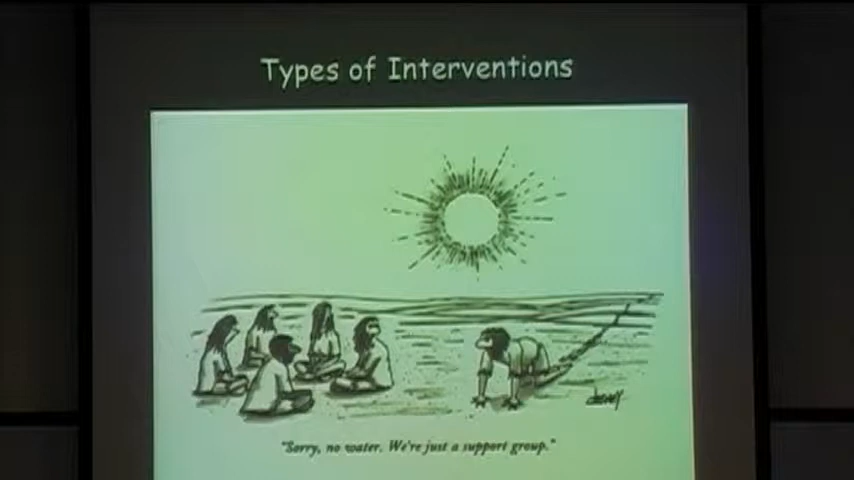 Types of Interventions
"Sorry, no water. We're just a support group."